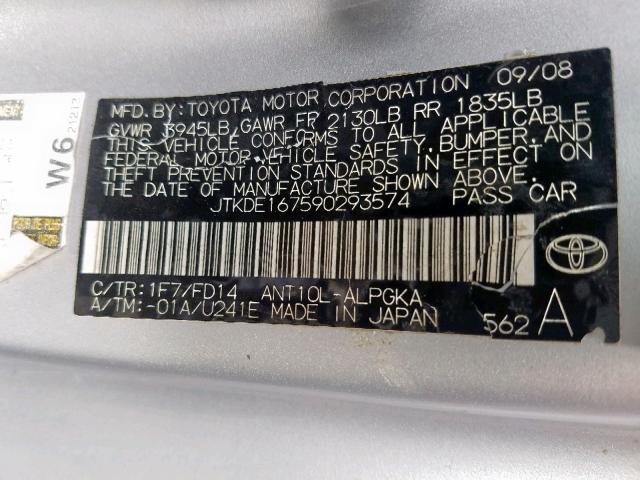 MFD.BY:TOYOTA MOTOR CORPORATION 09/08
GVWR 3945LB,GAWR FR 2130LB RR 1835LB
THIS VEHICLE CONFORMS TO ALL APPLICABLE
FEDERAL MOTOR VEHICLE SAFETY,BUMPER,AND
THEFT PREVENTION STANDARDS IN EFFECT ON
THE DATE OF MANUFACTURE SHOWN ABOVE.
JTKDE167590293574 PASS CAR
C/TR:1F7/FD14 ANT10L-ALPGKA
A/TM:-01A/U241E MADE IN JAPAN
562 A
TOYOTA
W6
21213